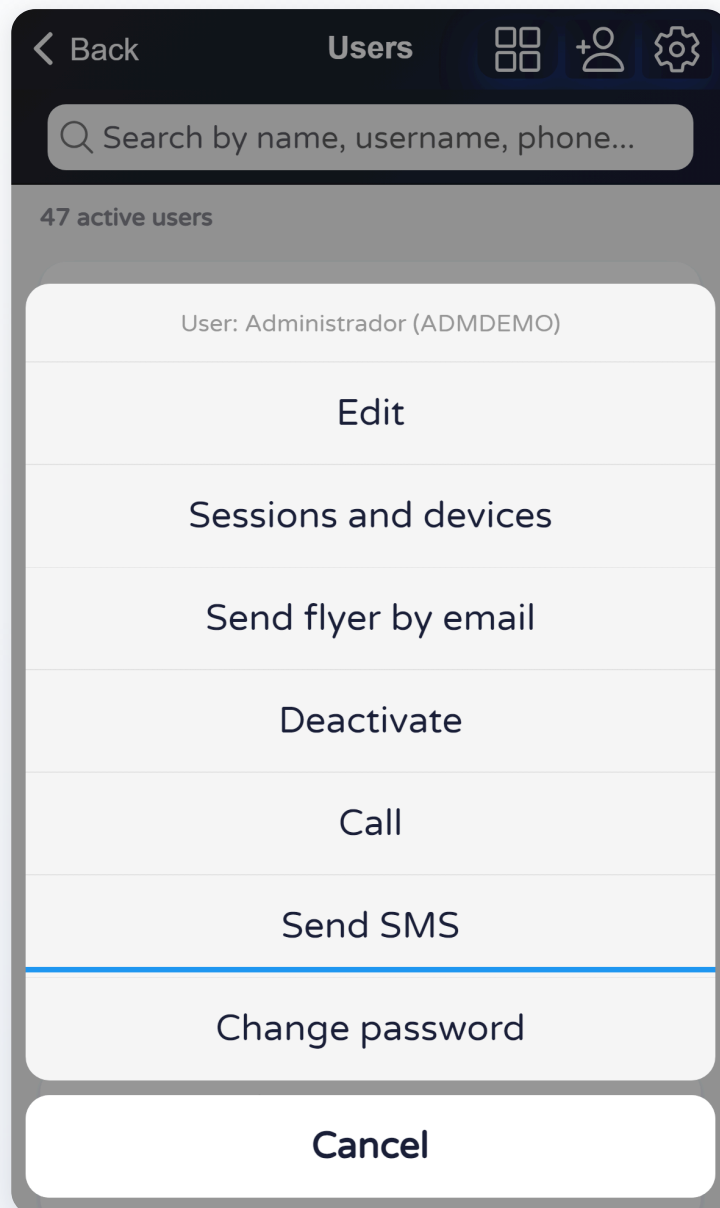 Back
Users
Search by name, username, phone...
47 active users
User: Administrador (ADMDEMO)
Edit
Sessions and devices
Send flyer by email
Deactivate
Call
Send SMS
Change password
Cancel